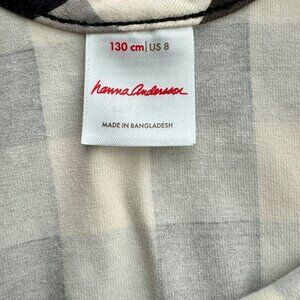 130 cm | US 8
hanna andersson
MADE IN BANGLADESH